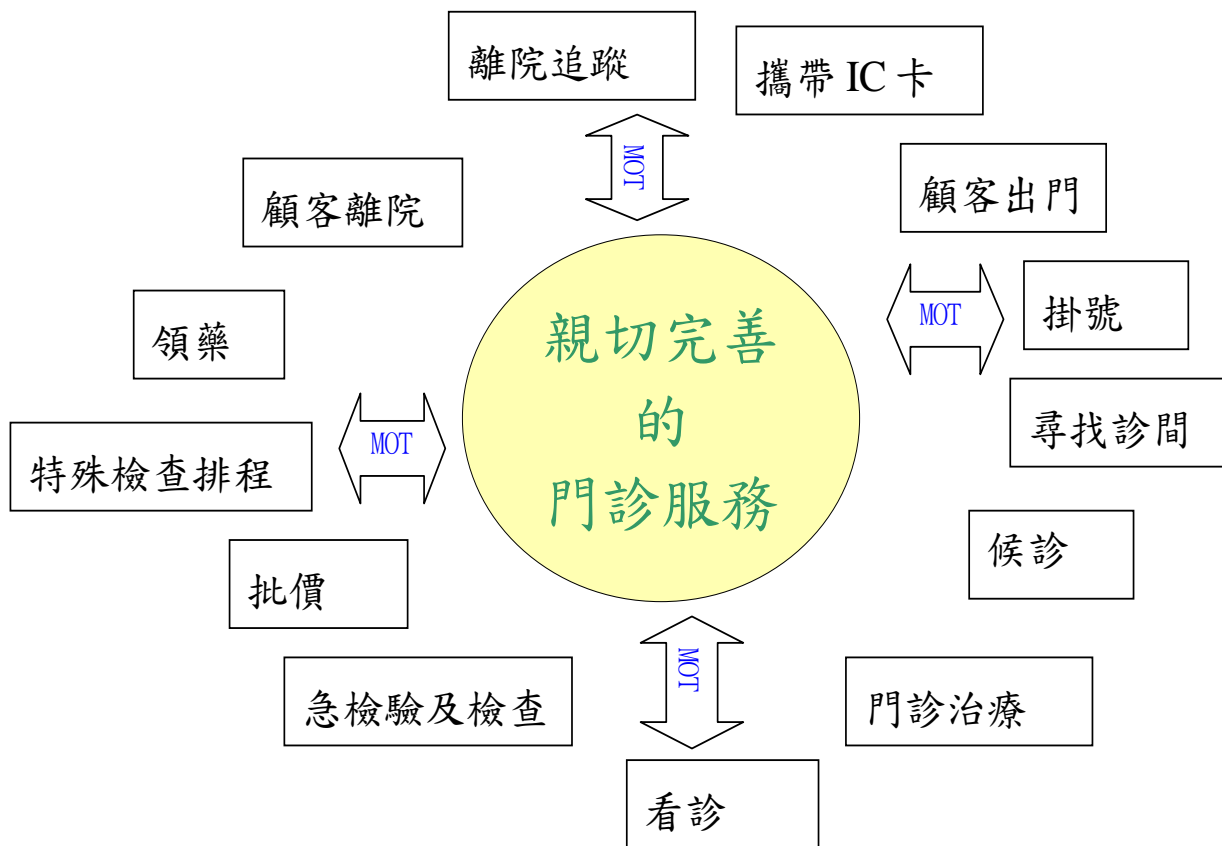 離院追蹤
攜帶 IC 卡
MOT
顧客離院
顧客出門
領藥
MOT
掛號
親切完善
的
門診服務
特殊檢查排程
MOT
尋找診間
批價
候診
急檢驗及檢查
MOT
門診治療
看診